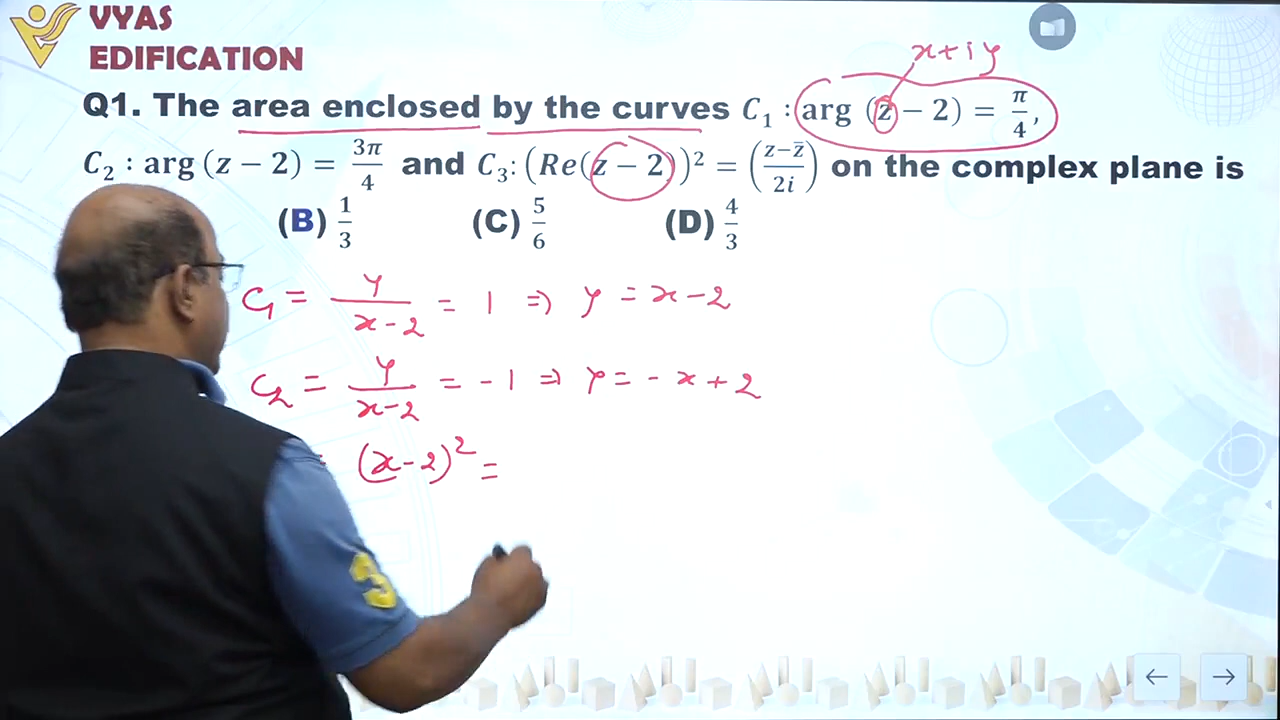 VYAS
EDIFICATION
x+iy
Q1. The area enclosed by the curves C₁ : arg (z − 2) = π/4,
C₂ : arg (z − 2) = 3π/4 and C₃: (Re(z − 2))² = ((z−z̄)/2i) on the complex plane is
(B) 1/3 (C) 5/6 (D) 4/3
C₁ = y/(x−2) = 1 ⇒ y = x−2
C₂ = y/(x−2) = −1 ⇒ y = −x+2
(x−2)² =
3